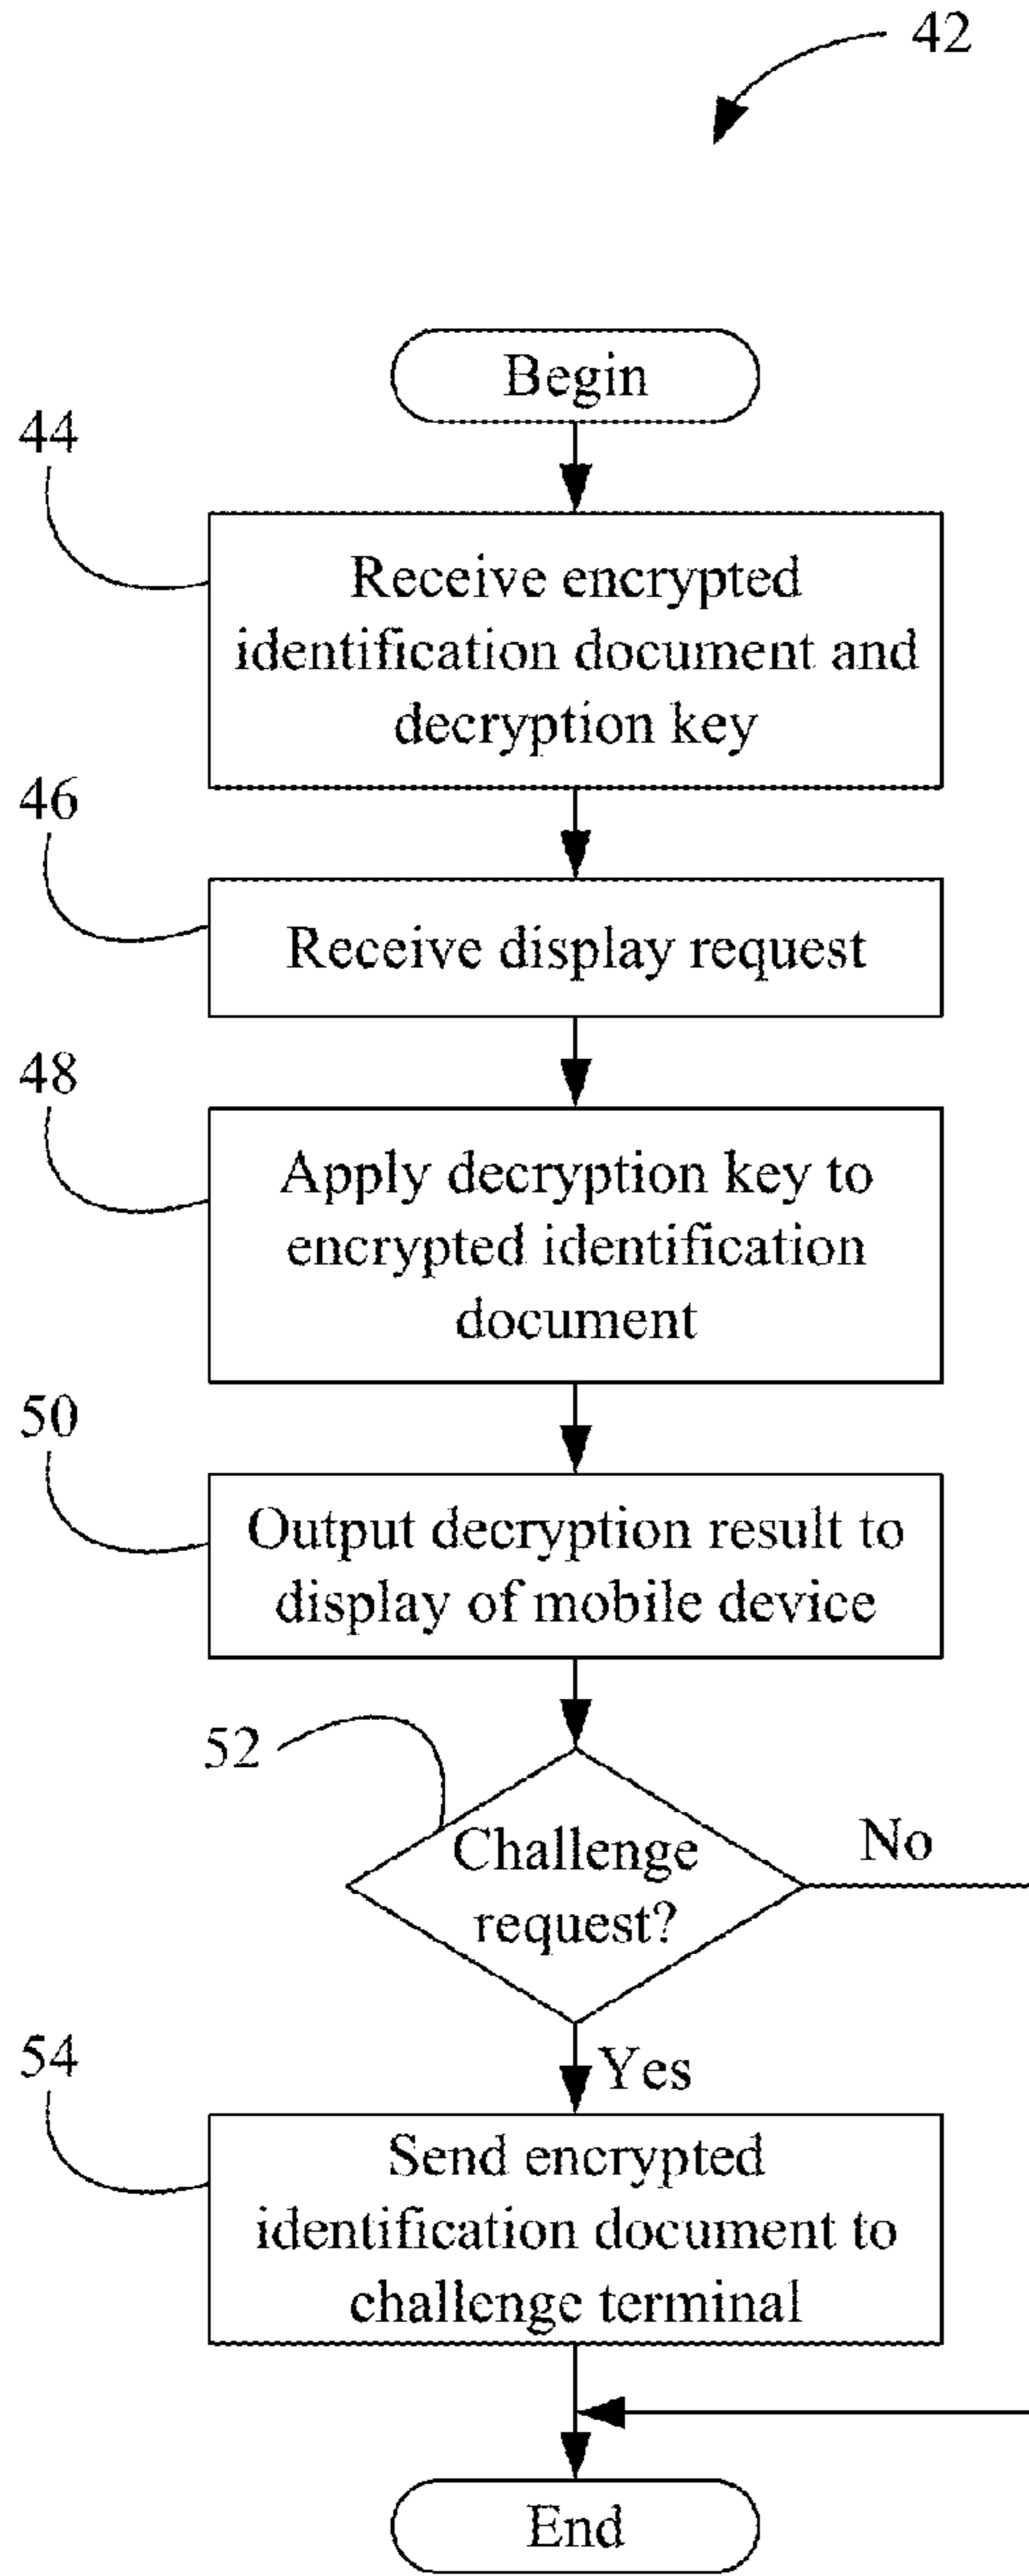 42
Begin
44
Receive encrypted
identification document and
decryption key
46
Receive display request
48
Apply decryption key to
encrypted identification
document
50
Output decryption result to
display of mobile device
52
Challenge
request?
No
Yes
54
Send encrypted
identification document to
challenge terminal
End